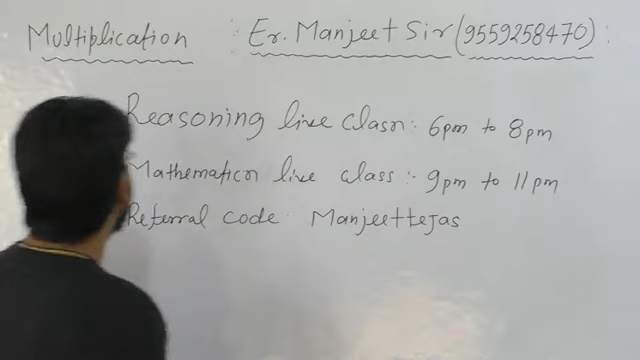 Multiplication : Er. Manjeet Sir (9559258470) :
Reasoning live class :- 6pm to 8pm
Mathematics live class :- 9pm to 11pm
Referral code Manjeettejas